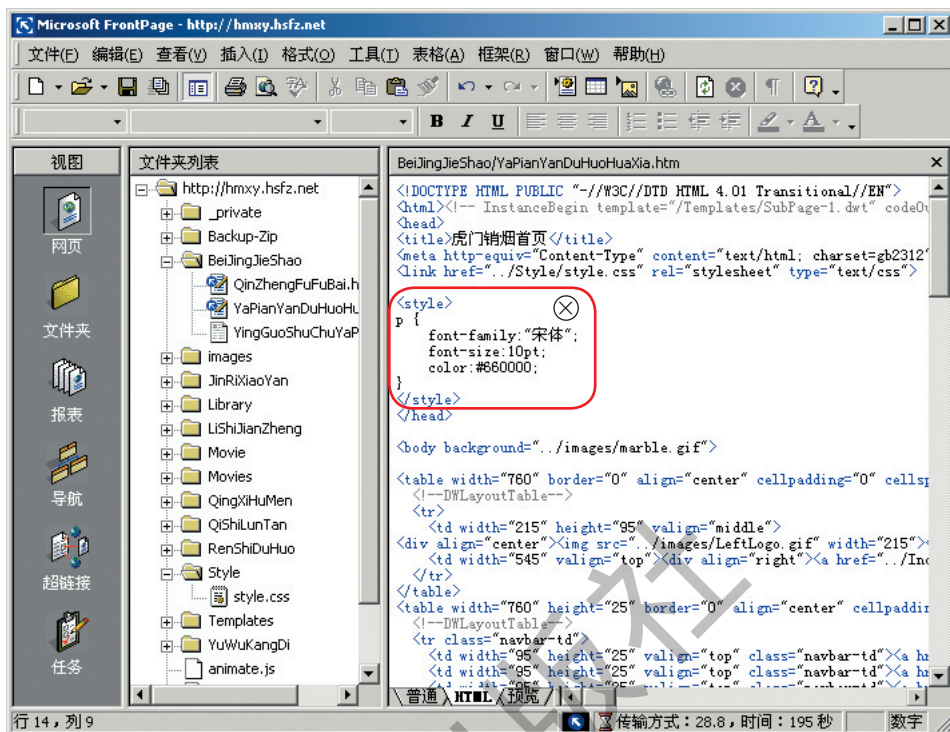 Microsoft FrontPage - http://hmxy.hsfz.net
文件(F) 编辑(E) 查看(V) 插入(I) 格式(O) 工具(T) 表格(A) 框架(R) 窗口(W) 帮助(H)
B I U
视图
网页
文件夹
报表
导航
超链接
任务
文件夹列表
http://hmxy.hsfz.net
_private
Backup-Zip
BeiJingJieShao
QinZhengFuFuBai.h
YaPianYanDuHuoHu
YingGuoShuChuYaP
images
JinRiXiaoYan
Library
LiShiJianZheng
Movie
Movies
QingXiHuMen
QiShiLunTan
RenShiDuHuo
Style
style.css
Templates
YuWuKangDi
animate.js
BeiJingJieShao/YaPianYanDuHuoHuaXia.htm
<!DOCTYPE HTML PUBLIC "-//W3C//DTD HTML 4.01 Transitional//EN">
<html><!-- InstanceBegin template="/Templates/SubPage-1.dwt" codeOu
<head>
<title>虎门销烟首页</title>
<meta http-equiv="Content-Type" content="text/html; charset=gb2312"
<link href="../Style/style.css" rel="stylesheet" type="text/css">
<style>
p {
font-family:"宋体";
font-size:10pt;
color:#660000;
}
</style>
</head>
<body background="../images/marble.gif">
<table width="760" border="0" align="center" cellpadding="0" cellsp
<!--DWLayoutTable-->
<tr>
<td width="215" height="95" valign="middle">
<div align="center"><img src="../images/LeftLogo.gif" width="215"><
<td width="545" valign="top"><div align="right"><a href="../Ind
</tr>
</table>
<table width="760" height="25" border="0" align="center" cellpaddin
<!--DWLayoutTable-->
<tr class="navbar-td">
<td width="95" height="25" valign="top" class="navbar-td"><a hr
<td width="95" height="25" valign="top" class="navbar-td"><a hr
普通 HTML 预览
行 14，列 9
传输方式：28.8，时间：195 秒
数字
版社